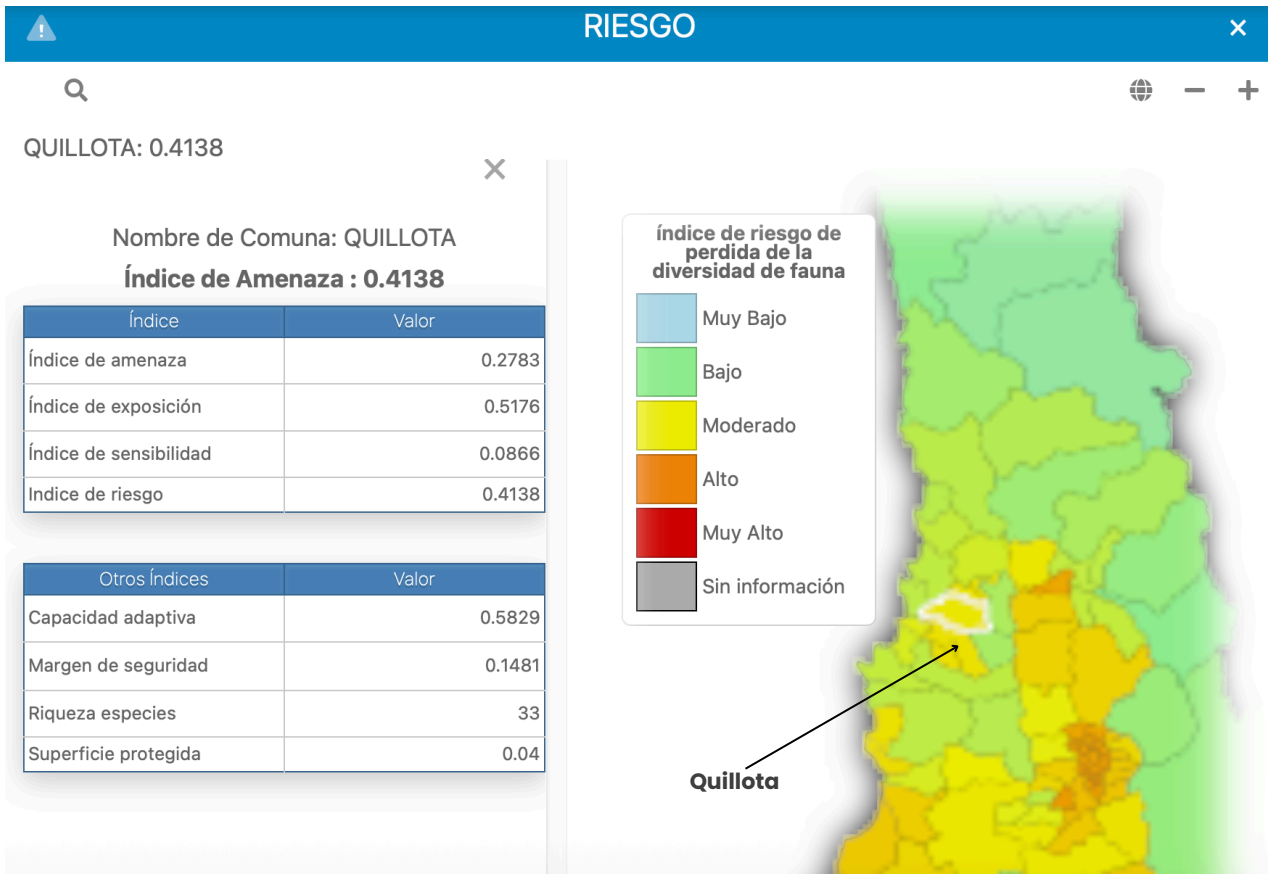 RIESGO
QUILLOTA: 0.4138
Nombre de Comuna: QUILLOTA
Índice de Amenaza : 0.4138
Índice Valor
Índice de amenaza 0.2783
Índice de exposición 0.5176
Índice de sensibilidad 0.0866
Indice de riesgo 0.4138
Otros Índices Valor
Capacidad adaptiva 0.5829
Margen de seguridad 0.1481
Riqueza especies 33
Superficie protegida 0.04
índice de riesgo de
perdida de la
diversidad de fauna
Muy Bajo
Bajo
Moderado
Alto
Muy Alto
Sin información
Quillota